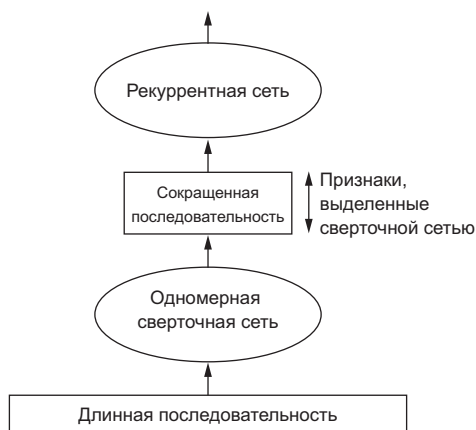 Рекуррентная сеть
Сокращенная
последовательность
Признаки,
выделенные
сверточной сетью
Одномерная
сверточная сеть
Длинная последовательность